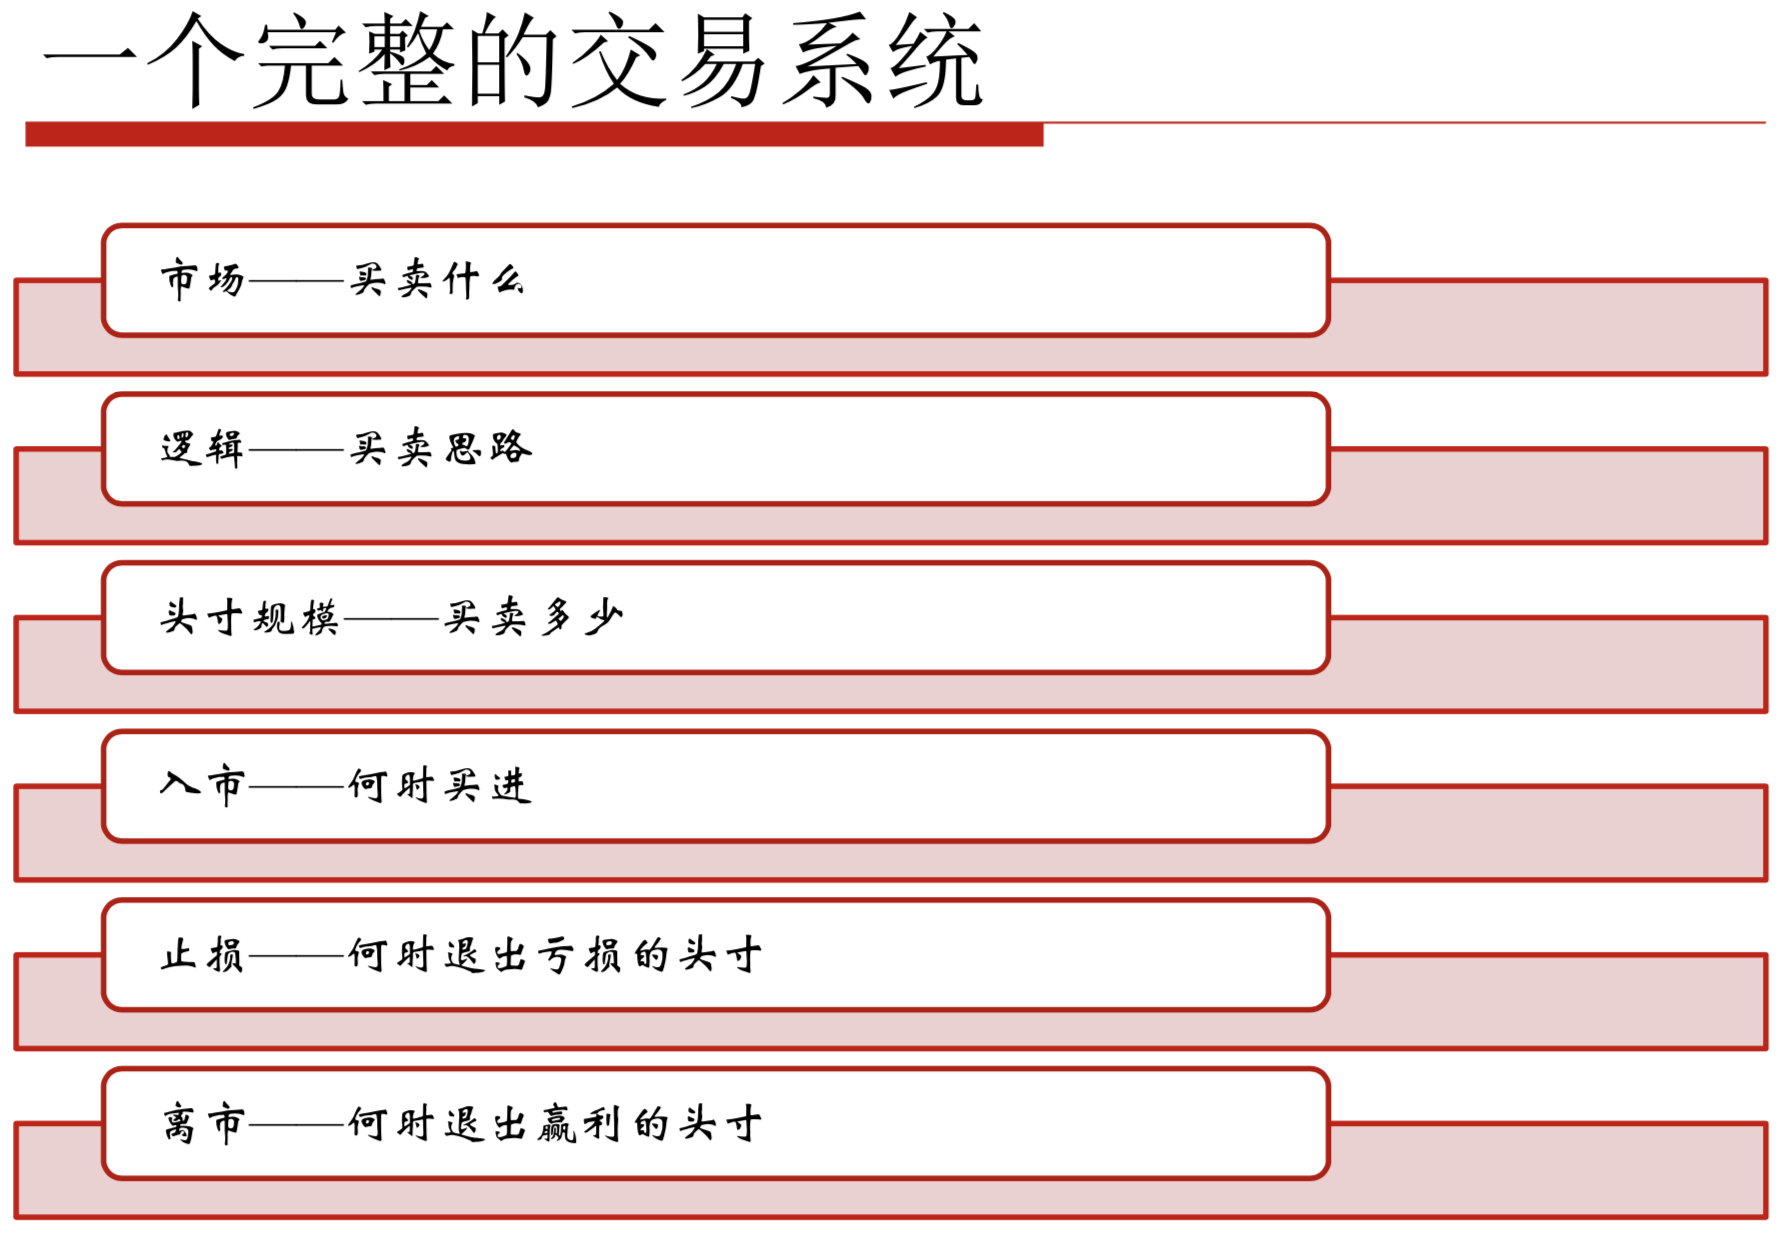 一个完整的交易系统
市场——买卖什么
逻辑——买卖思路
头寸规模——买卖多少
入市——何时买进
止损——何时退出亏损的头寸
离市——何时退出赢利的头寸